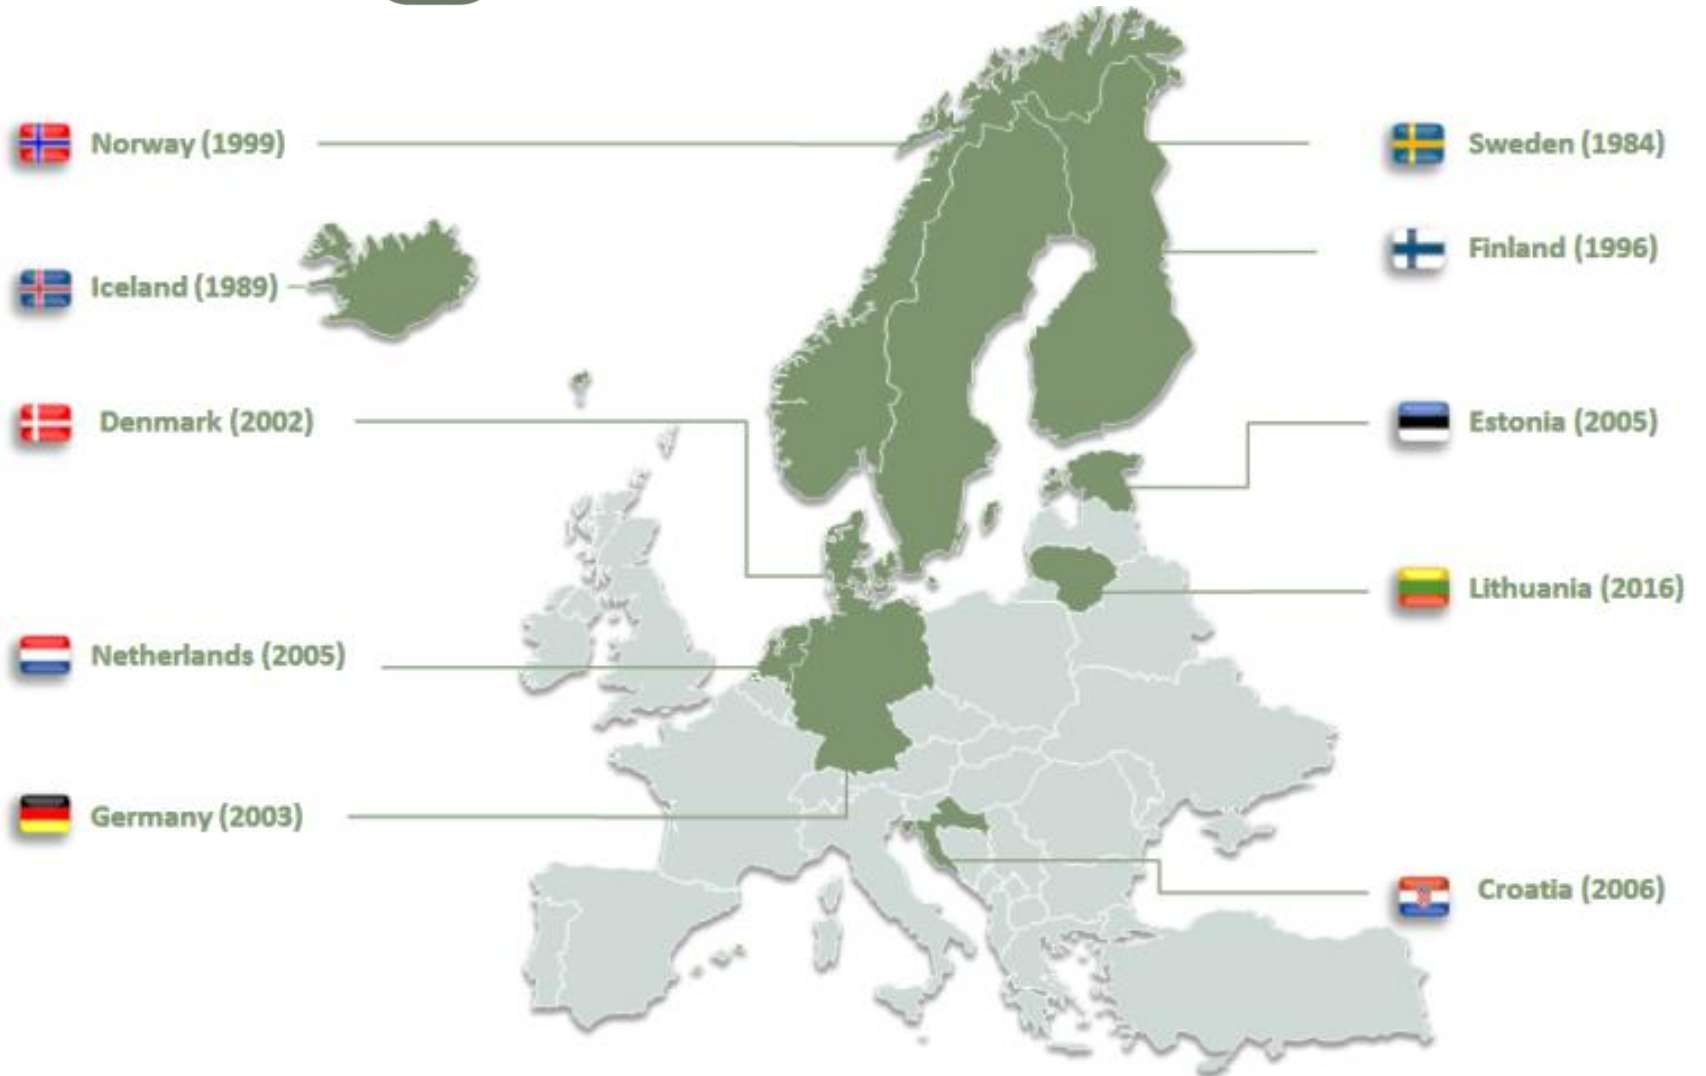 Norway (1999)
Sweden (1984)
Finland (1996)
Iceland (1989)
Denmark (2002)
Estonia (2005)
Lithuania (2016)
Netherlands (2005)
Germany (2003)
Croatia (2006)